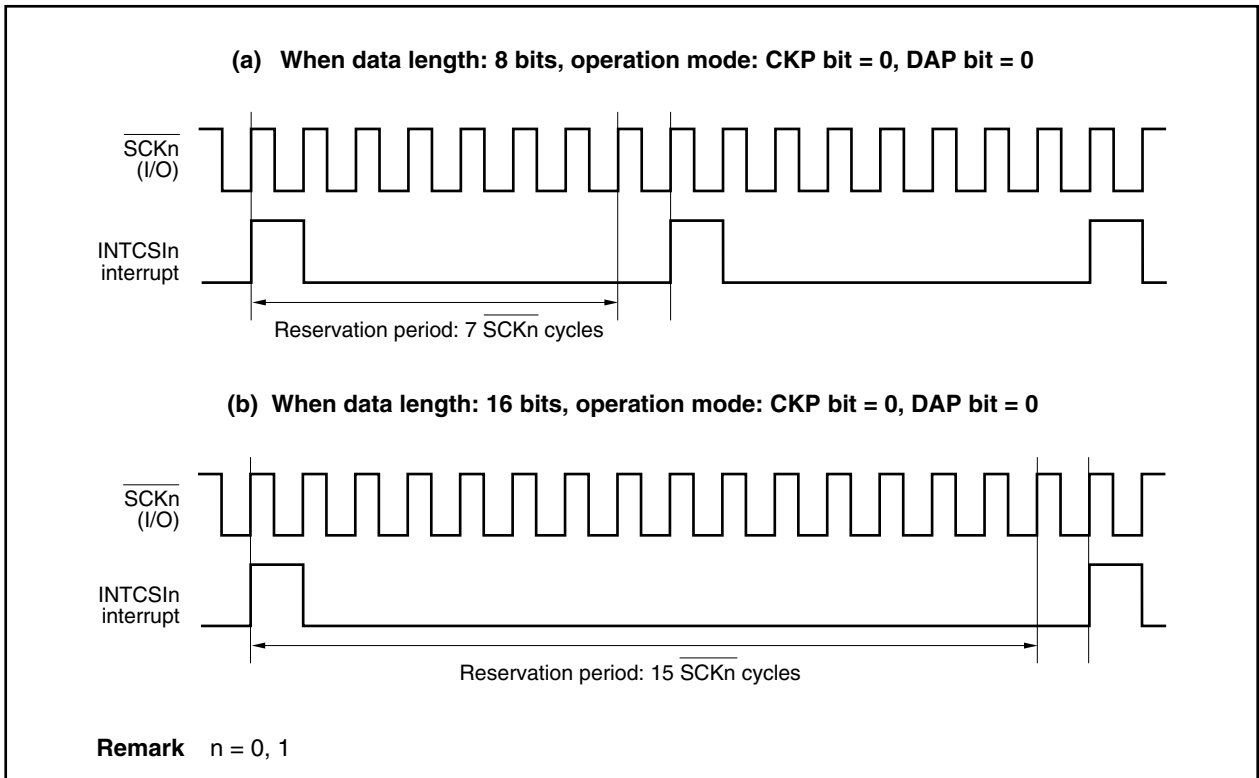 (a) When data length: 8 bits, operation mode: CKP bit = 0, DAP bit = 0
SCKn
(I/O)
INTCSIn
interrupt
Reservation period: 7 SCKn cycles
(b) When data length: 16 bits, operation mode: CKP bit = 0, DAP bit = 0
SCKn
(I/O)
INTCSIn
interrupt
Reservation period: 15 SCKn cycles
Remark n = 0, 1